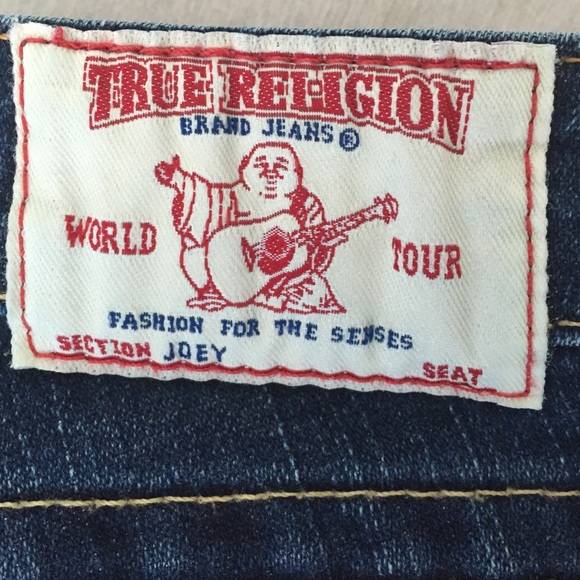 TRUE RELIGION
BRAND JEANS®
WORLD TOUR
FASHION FOR THE SENSES
SECTION JOEY SEAT